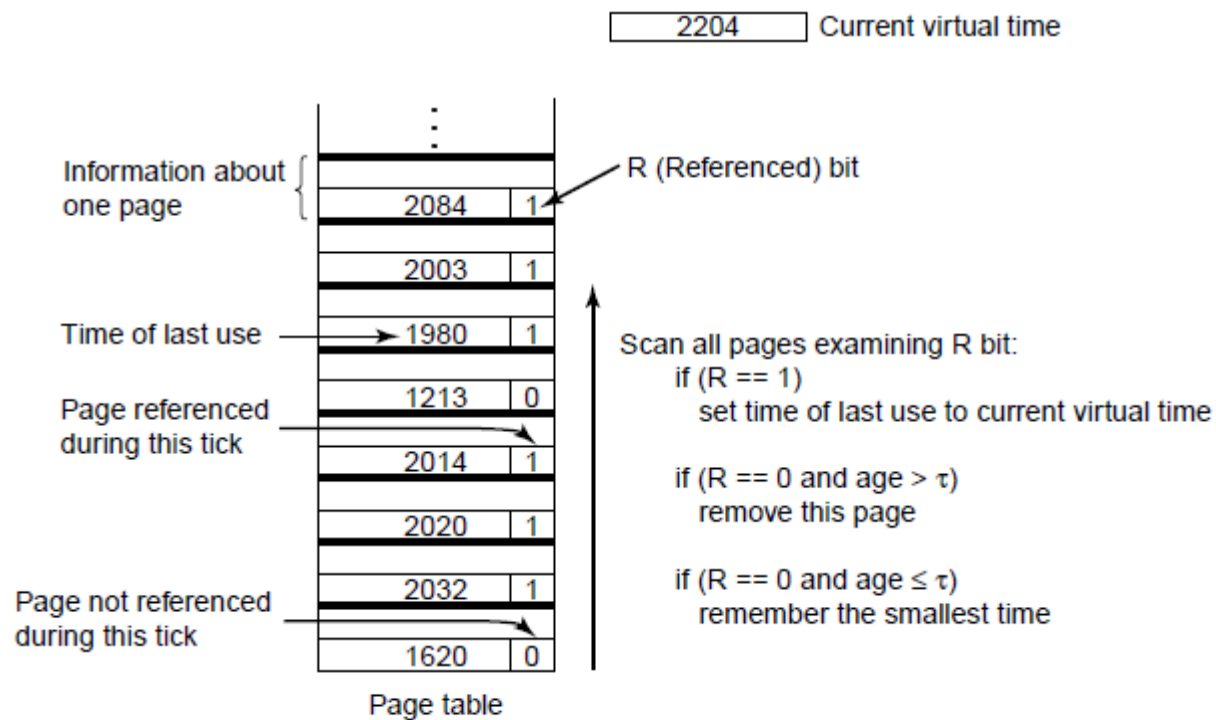 2204 Current virtual time
Information about
one page
R (Referenced) bit
2084 1
2003 1
Time of last use
1980 1
Scan all pages examining R bit:
if (R == 1)
set time of last use to current virtual time
1213 0
Page referenced
during this tick
2014 1
if (R == 0 and age > τ)
remove this page
2020 1
if (R == 0 and age ≤ τ)
remember the smallest time
2032 1
Page not referenced
during this tick
1620 0
Page table